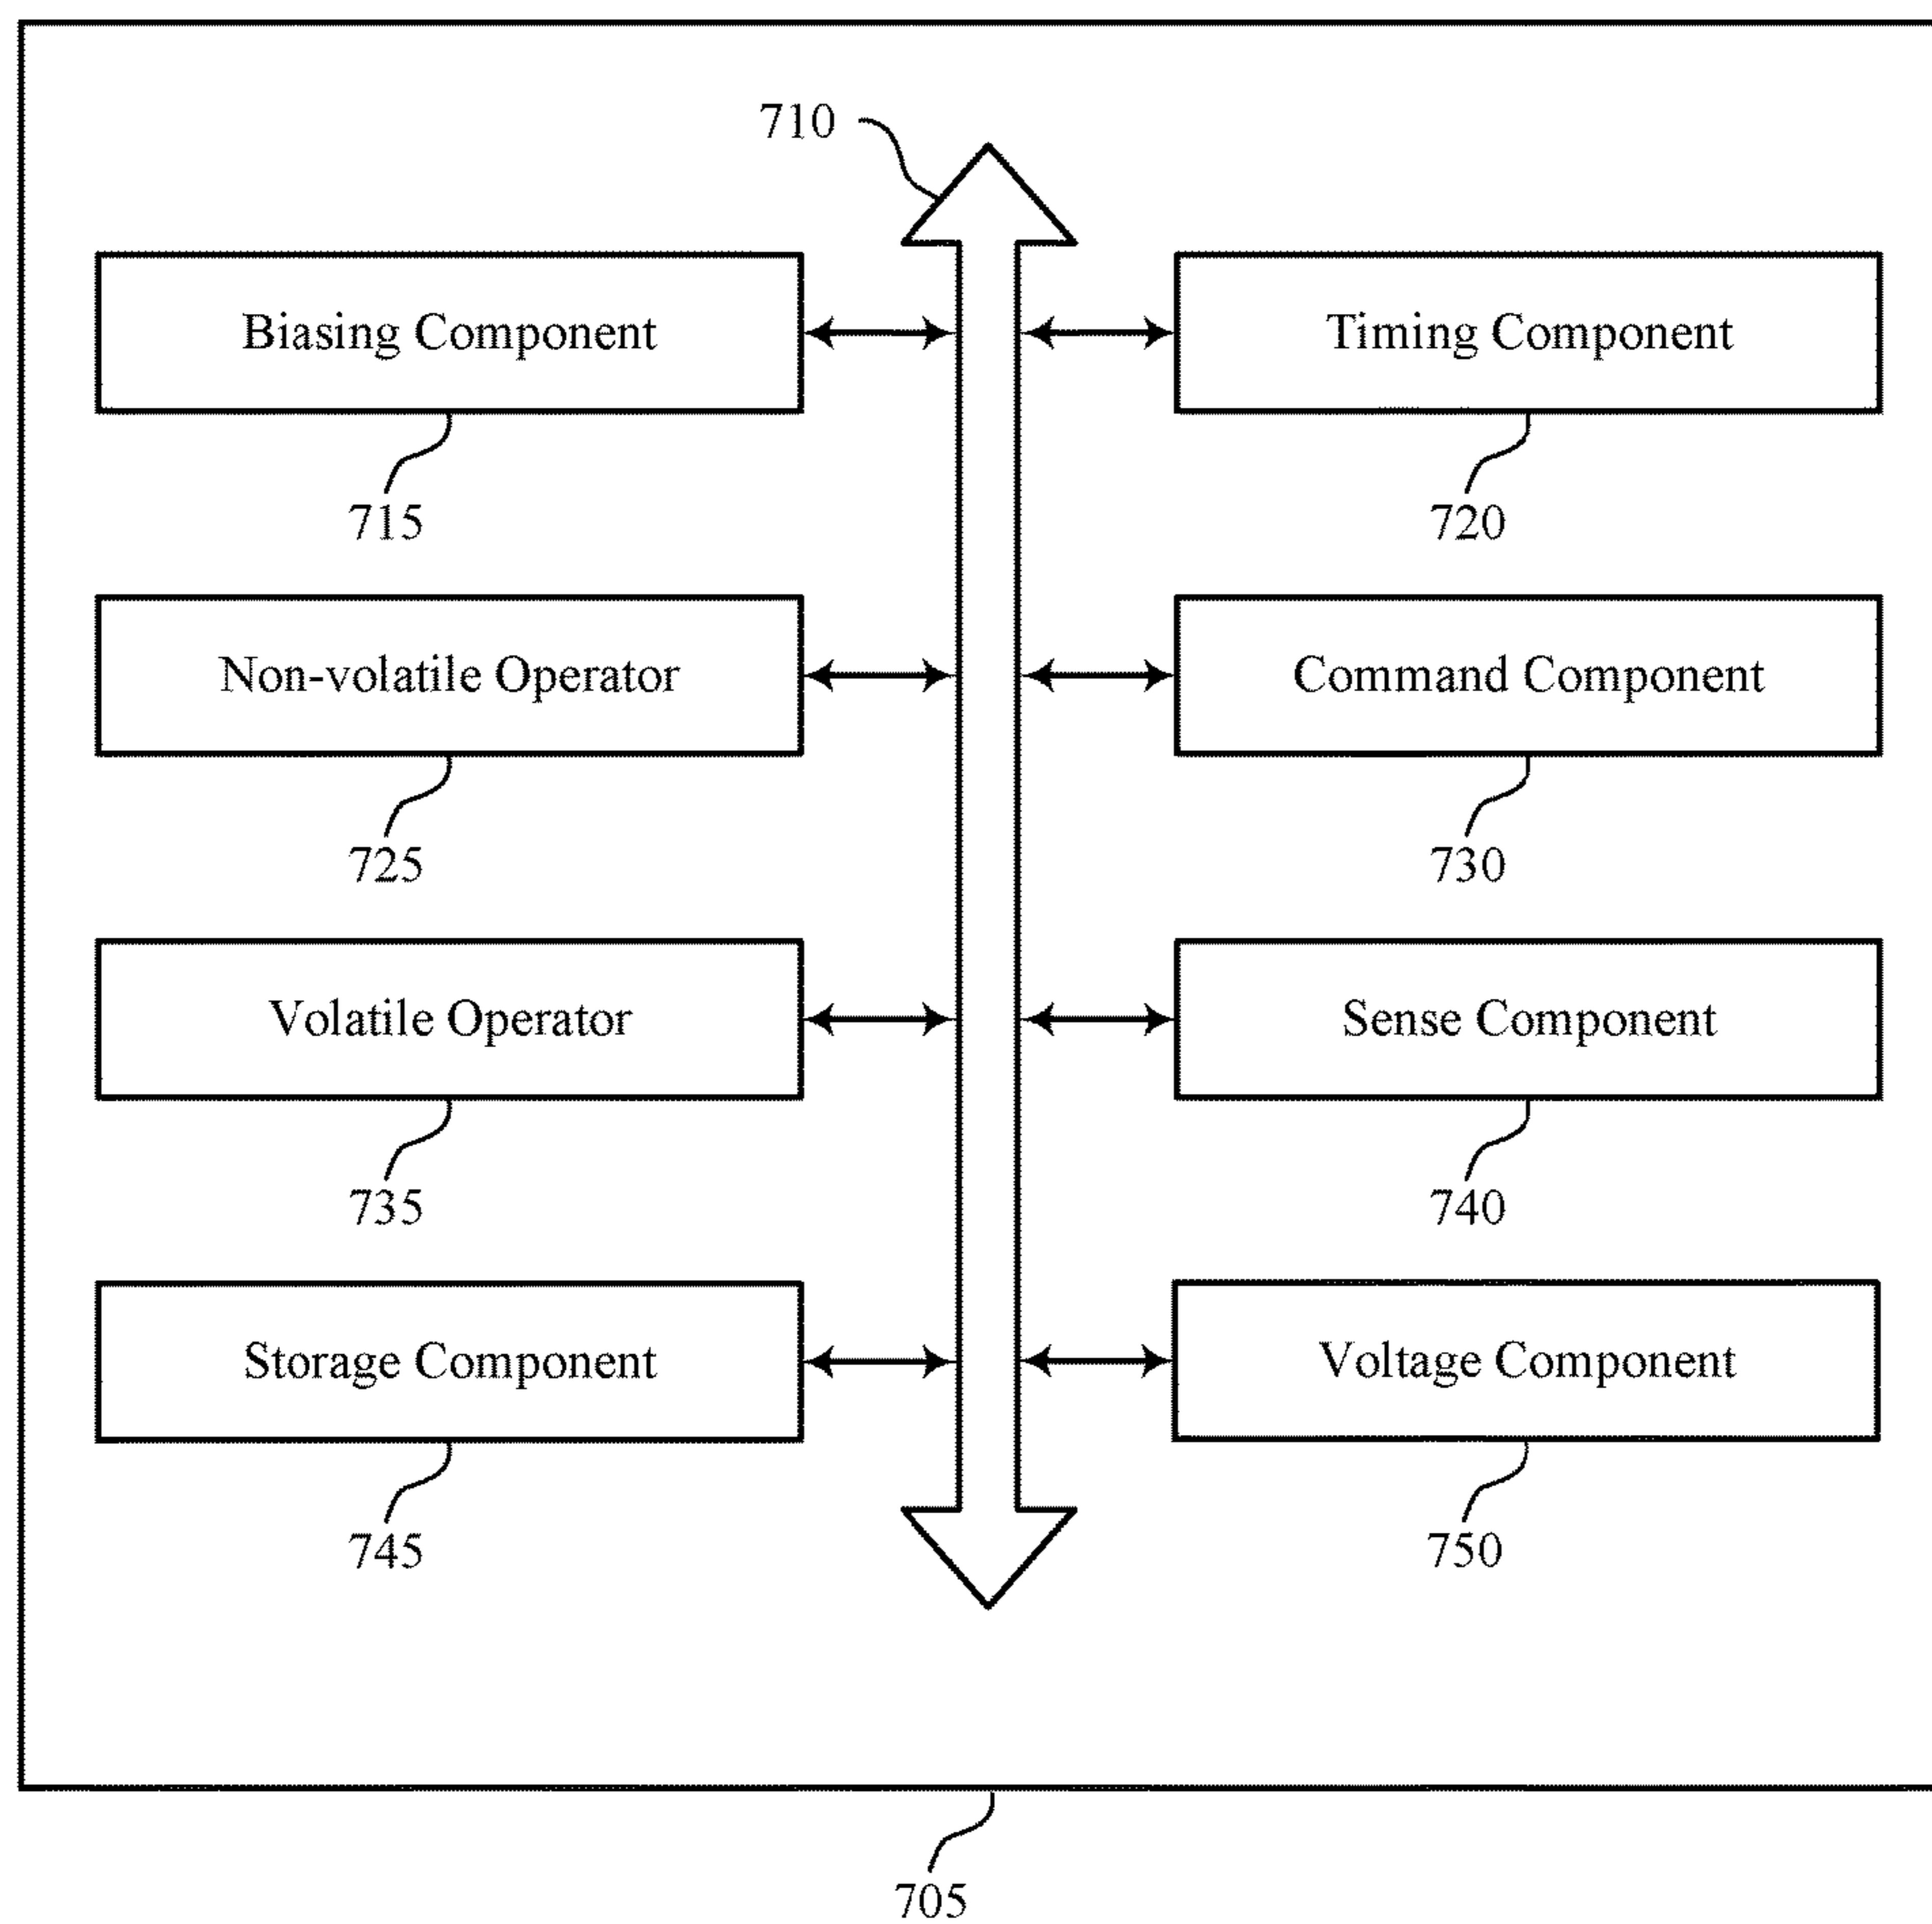 710
Biasing Component
Timing Component
715
720
Non-volatile Operator
Command Component
725
730
Volatile Operator
Sense Component
735
740
Storage Component
Voltage Component
745
750
705